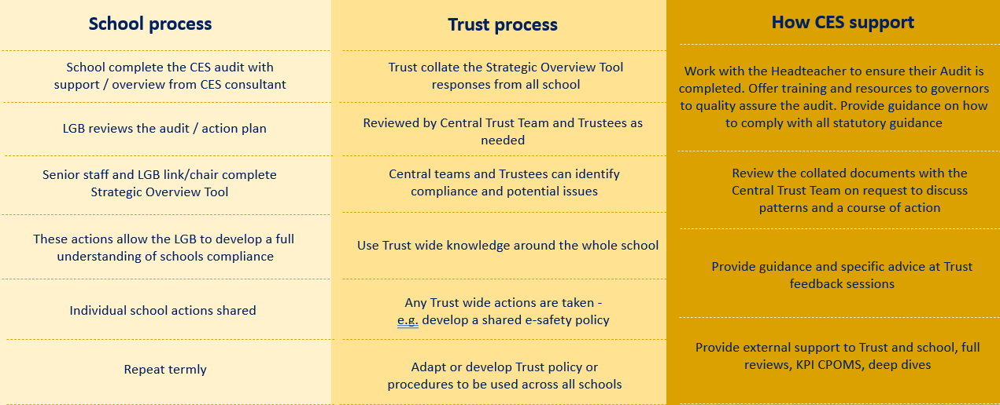 School process
School complete the CES audit with
support / overview from CES consultant
LGB reviews the audit / action plan
Senior staff and LGB link/chair complete
Strategic Overview Tool
These actions allow the LGB to develop a full
understanding of schools compliance
Individual school actions shared
Repeat termly
Trust process
Trust collate the Strategic Overview Tool
responses from all school
Reviewed by Central Trust Team and Trustees as
needed
Central teams and Trustees can identify
compliance and potential issues
Use Trust wide knowledge around the whole school
Any Trust wide actions are taken -
e.g. develop a shared e-safety policy
Adapt or develop Trust policy or
procedures to be used across all schools
How CES support
Work with the Headteacher to ensure their Audit is
completed. Offer training and resources to governors
to quality assure the audit. Provide guidance on how
to comply with all statutory guidance
Review the collated documents with the
Central Trust Team on request to discuss
patterns and a course of action
Provide guidance and specific advice at Trust
feedback sessions
Provide external support to Trust and school, full
reviews, KPI CPOMS, deep dives